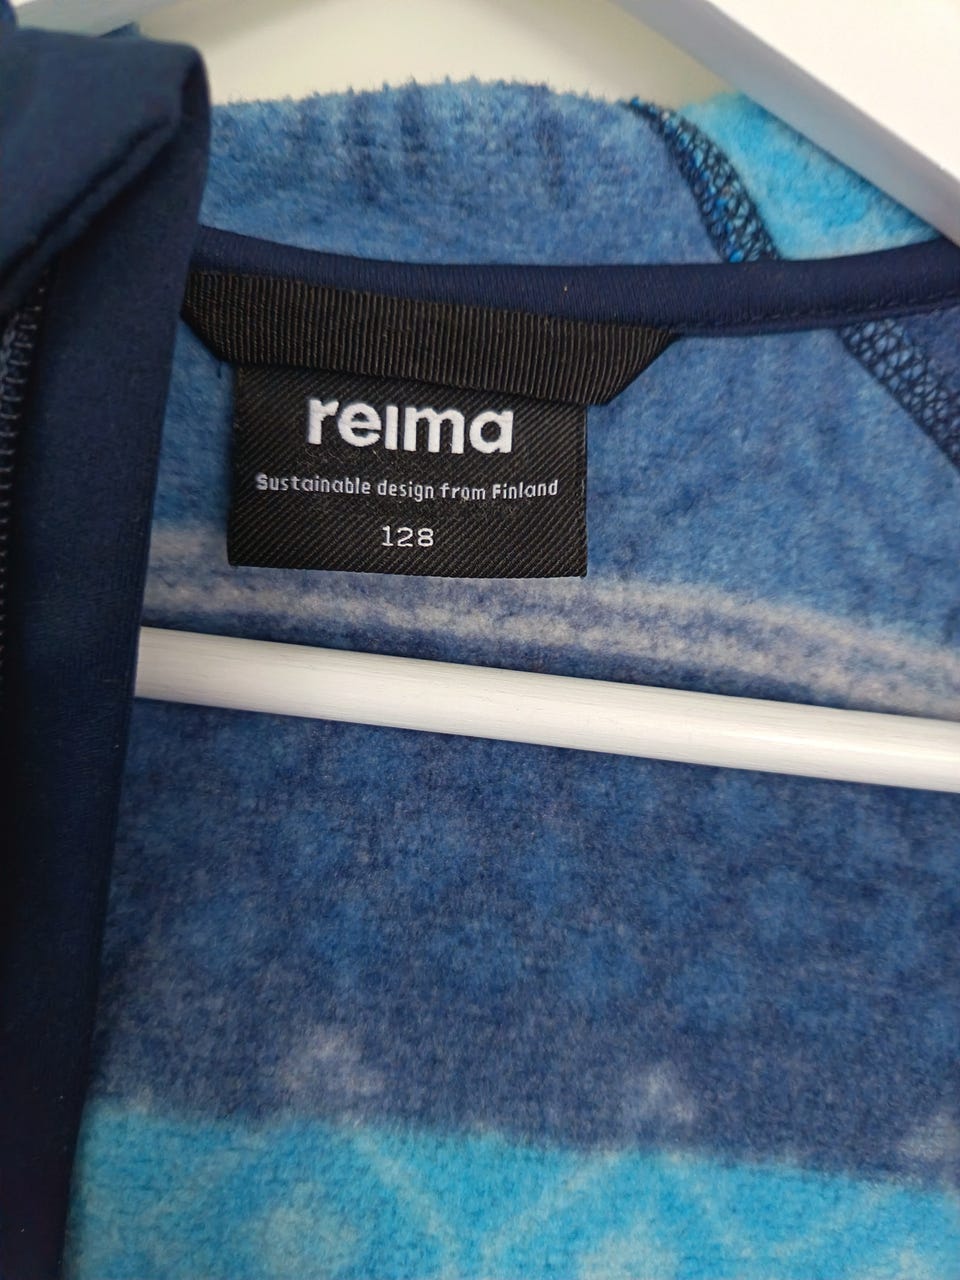 reima
Sustainable design from Finland
128